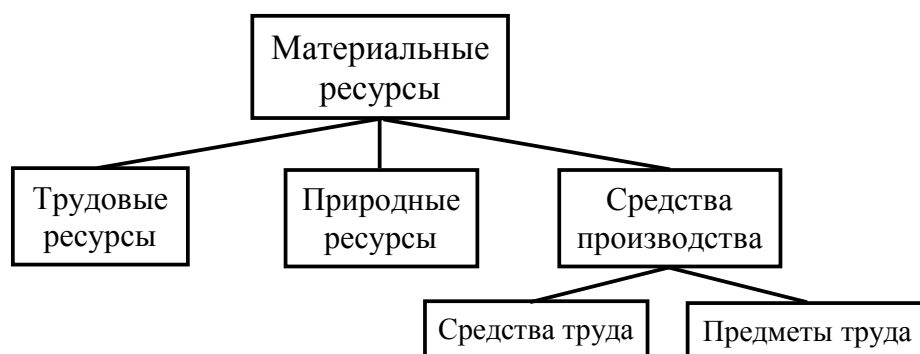 Материальные
ресурсы
Трудовые
ресурсы
Природные
ресурсы
Средства
производства
Средства труда
Предметы труда